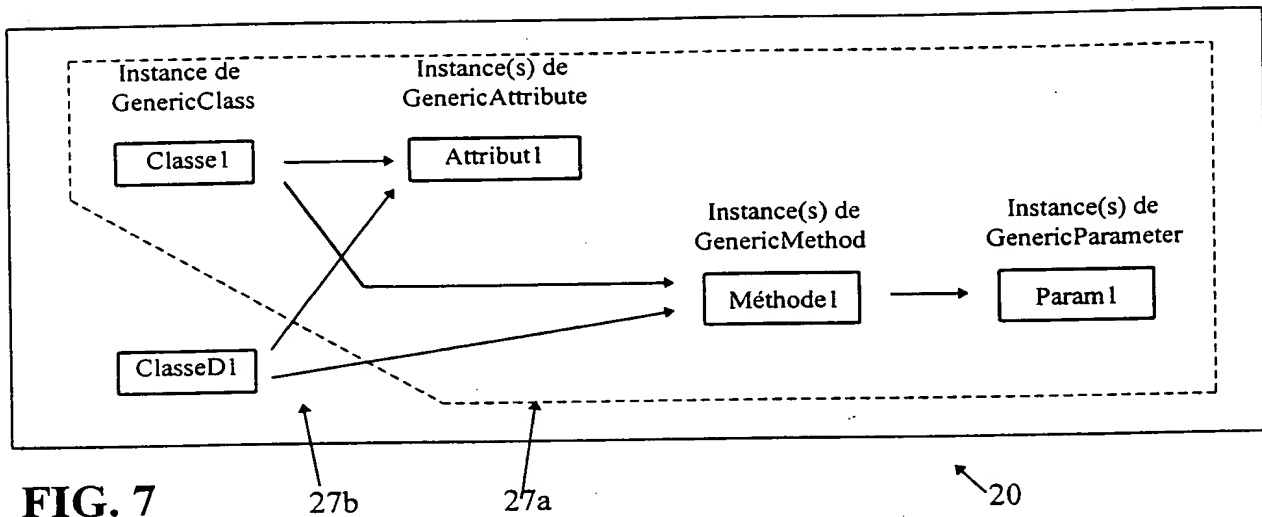 Instance de
GenericClass
Instance(s) de
GenericAttribute
Classe1
Attribut1
Instance(s) de
GenericMethod
Instance(s) de
GenericParameter
Méthode1
Param1
ClasseD1
FIG. 7
27b
27a
20